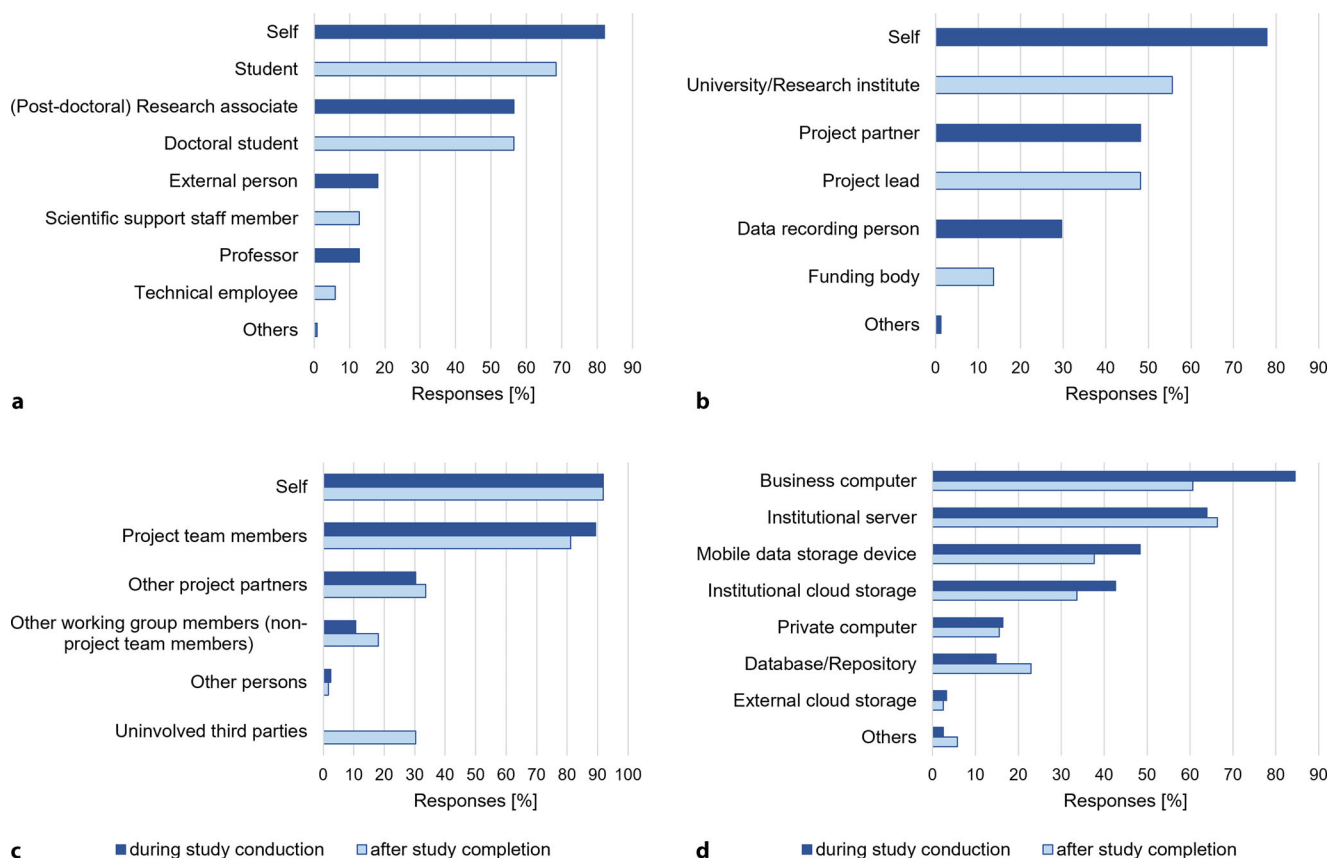 Self
Student
(Post-doctoral) Research associate
Doctoral student
External person
Scientific support staff member
Professor
Technical employee
Others
0 10 20 30 40 50 60 70 80 90
Responses [%]
a
Self
University/Research institute
Project partner
Project lead
Data recording person
Funding body
Others
0 10 20 30 40 50 60 70 80 90
Responses [%]
b
Self
Project team members
Other project partners
Other working group members (non-
project team members)
Other persons
Uninvolved third parties
0 10 20 30 40 50 60 70 80 90 100
Responses [%]
c
during study conduction after study completion
Business computer
Institutional server
Mobile data storage device
Institutional cloud storage
Private computer
Database/Repository
External cloud storage
Others
0 10 20 30 40 50 60 70 80 90
Responses [%]
d
during study conduction after study completion